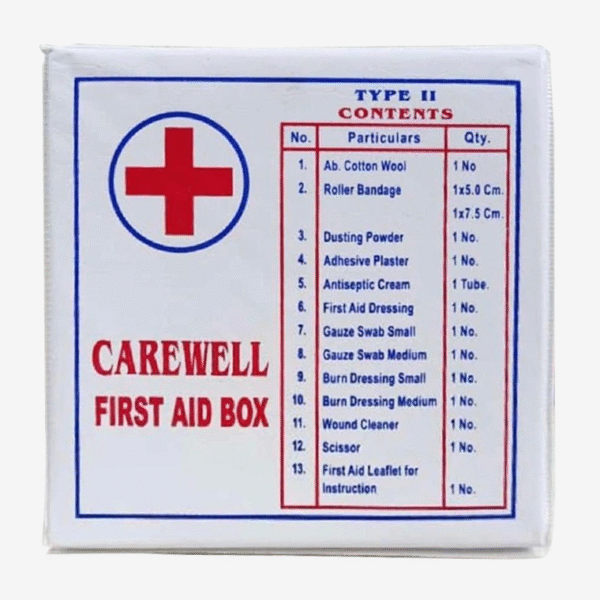 TYPE II
CONTENTS
No. Particulars Qty.
1. Ab. Cotton Wool 1 No
2. Roller Bandage 1x5.0 Cm.
1x7.5 Cm.
3. Dusting Powder 1 No.
4. Adhesive Plaster 1 No.
5. Antiseptic Cream 1 Tube.
6. First Aid Dressing 1 No.
7. Gauze Swab Small 1 No.
8. Gauze Swab Medium 1 No.
9. Burn Dressing Small 1 No.
10. Burn Dressing Medium 1 No.
11. Wound Cleaner 1 No.
12. Scissor 1 No.
13. First Aid Leaflet for
Instruction 1 No.
CAREWELL
FIRST AID BOX